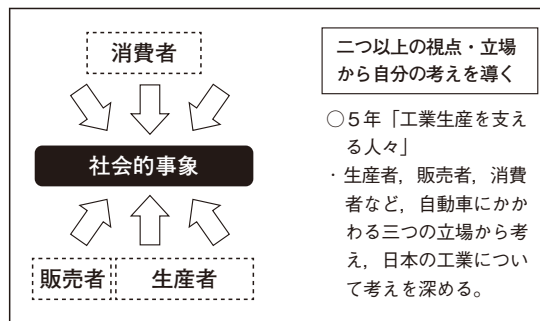 消費者
社会的事象
販売者
生産者
二つ以上の視点・立場
から自分の考えを導く
○5年「工業生産を支え
る人々」
・生産者，販売者，消費
者など，自動車にかか
わる三つの立場から考
え，日本の工業につい
て考えを深める。